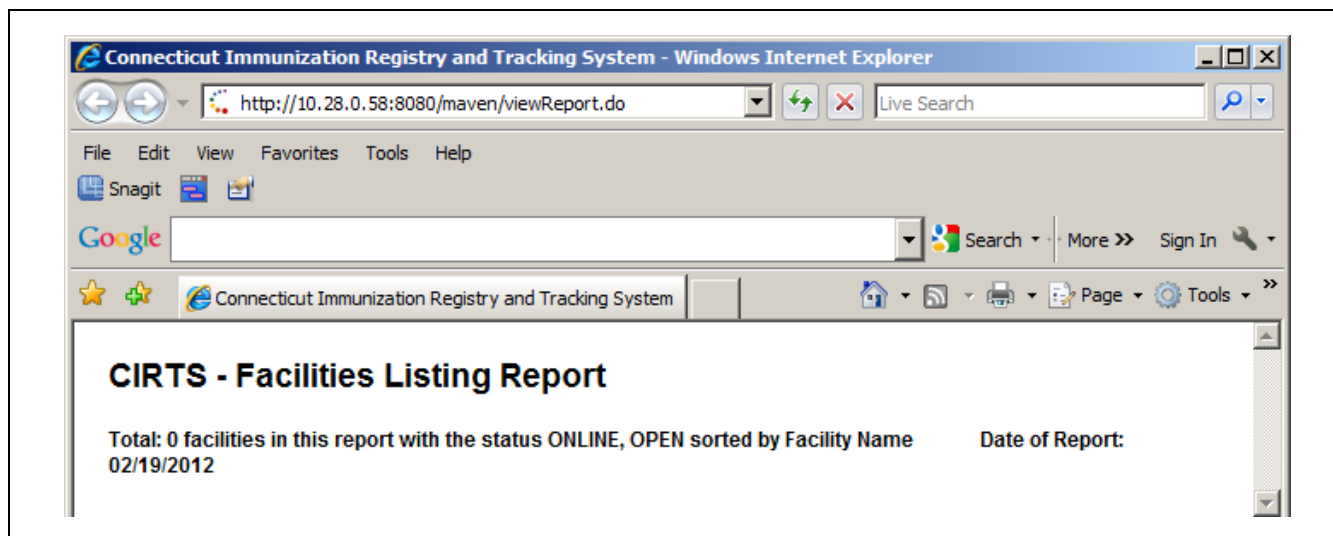 Connecticut Immunization Registry and Tracking System - Windows Internet Explorer
http://10.28.0.58:8080/maven/viewReport.do Live Search
File Edit View Favorites Tools Help
Snagit
Google Search More >> Sign In
Connecticut Immunization Registry and Tracking System Page Tools >>
CIRTS - Facilities Listing Report
Total: 0 facilities in this report with the status ONLINE, OPEN sorted by Facility Name Date of Report:
02/19/2012